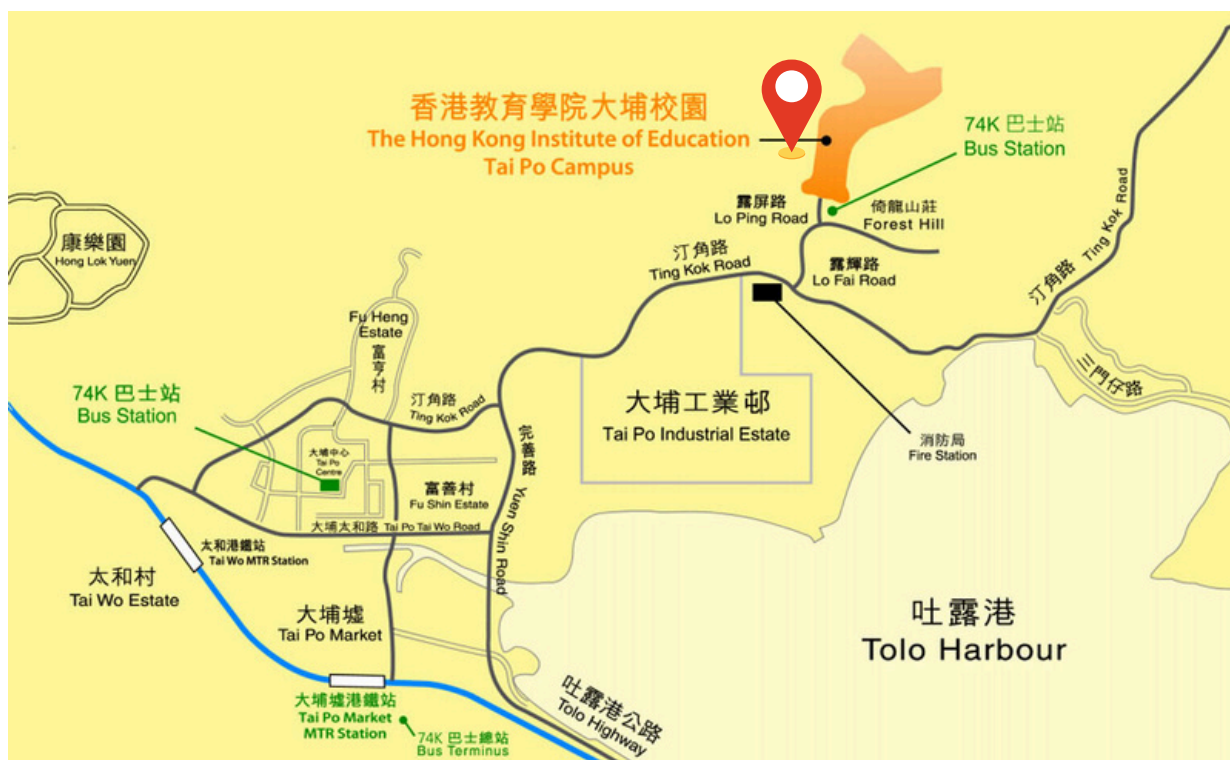 香港教育學院大埔校園
The Hong Kong Institute of Education
Tai Po Campus
74K 巴士站
Bus Station
露屏路
Lo Ping Road
倚龍山莊
Forest Hill
汀角路
Ting Kok Road
露輝路
Lo Fai Road
汀角路 Ting Kok Road
康樂園
Hong Lok Yuen
Fu Heng
Estate
富亨村
三門仔路
74K 巴士站
Bus Station
汀角路
Ting Kok Road
大埔工業邨
Tai Po Industrial Estate
消防局
Fire Station
大埔中心
Tai Po
Centre
完善路 Yuen Shin Road
富善村
Fu Shin Estate
大埔太和路 Tai Po Tai Wo Road
太和港鐵站
Tai Wo MTR Station
太和村
Tai Wo Estate
大埔墟
Tai Po Market
吐露港
Tolo Harbour
吐露港公路
Tolo Highway
大埔墟港鐵站
Tai Po Market
MTR Station
74K 巴士總站
Bus Terminus